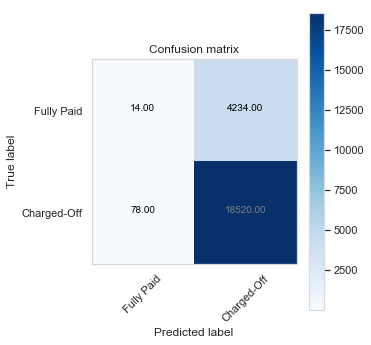 Confusion matrix
True label
Fully Paid
14.00
4234.00
Charged-Off
78.00
18520.00
Fully Paid
Charged-Off
Predicted label
17500
15000
12500
10000
7500
5000
2500